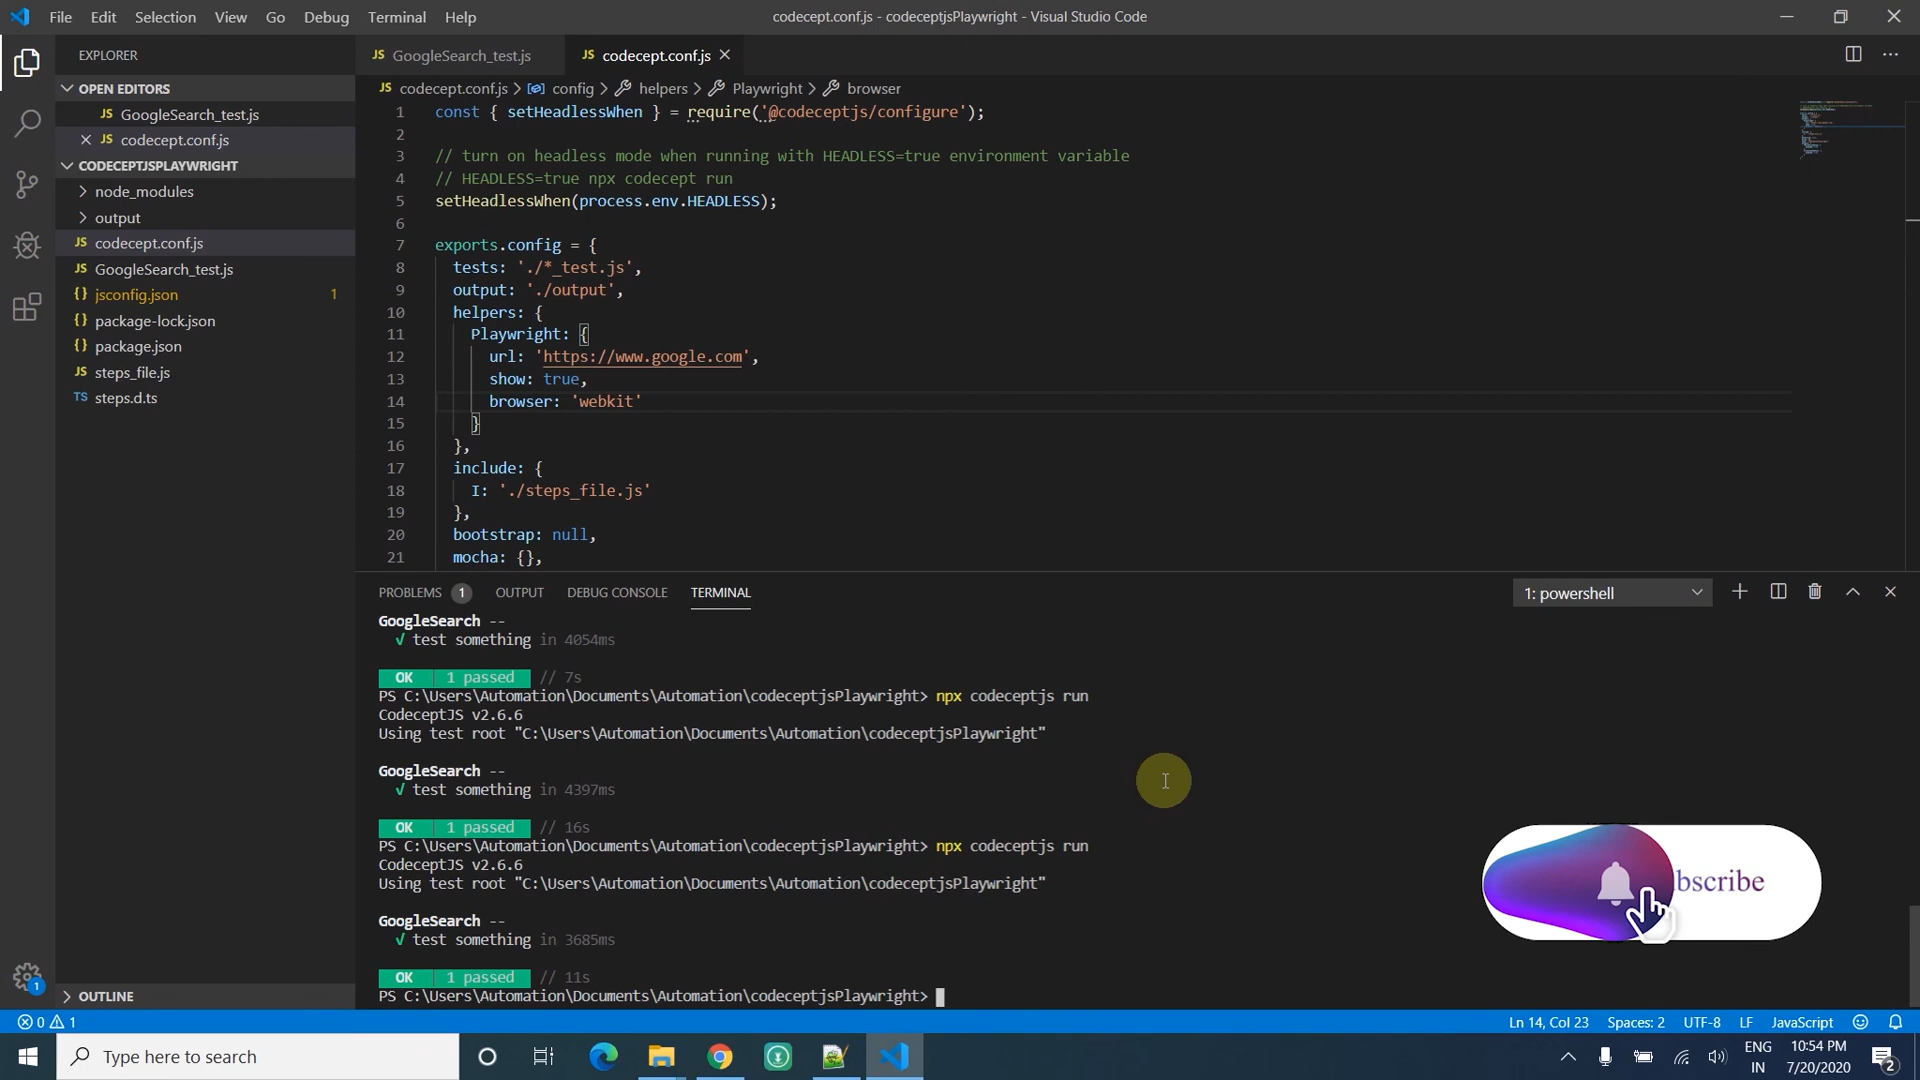 File Edit Selection View Go Debug Terminal Help
codecept.conf.js - codeceptjsPlaywright - Visual Studio Code
EXPLORER
OPEN EDITORS
JS GoogleSearch_test.js
JS codecept.conf.js
CODECEPTJSPLAYWRIGHT
node_modules
output
JS codecept.conf.js
JS GoogleSearch_test.js
{} jsconfig.json 1
{} package-lock.json
{} package.json
JS steps_file.js
TS steps.d.ts
OUTLINE
1
JS GoogleSearch_test.js
JS codecept.conf.js
JS codecept.conf.js > config > helpers > Playwright > browser
1 const { setHeadlessWhen } = require('@codeceptjs/configure');
2
3 // turn on headless mode when running with HEADLESS=true environment variable
4 // HEADLESS=true npx codecept run
5 setHeadlessWhen(process.env.HEADLESS);
6
7 exports.config = {
8 tests: './*_test.js',
9 output: './output',
10 helpers: {
11 Playwright: {
12 url: 'https://www.google.com',
13 show: true,
14 browser: 'webkit'
15 }
16 },
17 include: {
18 I: './steps_file.js'
19 },
20 bootstrap: null,
21 mocha: {},
PROBLEMS 1 OUTPUT DEBUG CONSOLE TERMINAL
1: powershell
GoogleSearch --
√ test something in 4054ms
OK | 1 passed // 7s
PS C:\Users\Automation\Documents\Automation\codeceptjsPlaywright> npx codeceptjs run
CodeceptJS v2.6.6
Using test root "C:\Users\Automation\Documents\Automation\codeceptjsPlaywright"
GoogleSearch --
√ test something in 4397ms
OK | 1 passed // 16s
PS C:\Users\Automation\Documents\Automation\codeceptjsPlaywright> npx codeceptjs run
CodeceptJS v2.6.6
Using test root "C:\Users\Automation\Documents\Automation\codeceptjsPlaywright"
GoogleSearch --
√ test something in 3685ms
OK | 1 passed // 11s
PS C:\Users\Automation\Documents\Automation\codeceptjsPlaywright>
bscribe
0 1
Ln 14, Col 23 Spaces: 2 UTF-8 LF JavaScript
Type here to search
ENG
IN
10:54 PM
7/20/2020
2